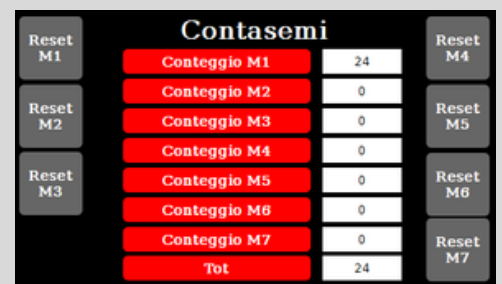 Contasemi
Reset
M1
Reset
M2
Reset
M3
Conteggio M1 24
Conteggio M2 0
Conteggio M3 0
Conteggio M4 0
Conteggio M5 0
Conteggio M6 0
Conteggio M7 0
Tot 24
Reset
M4
Reset
M5
Reset
M6
Reset
M7